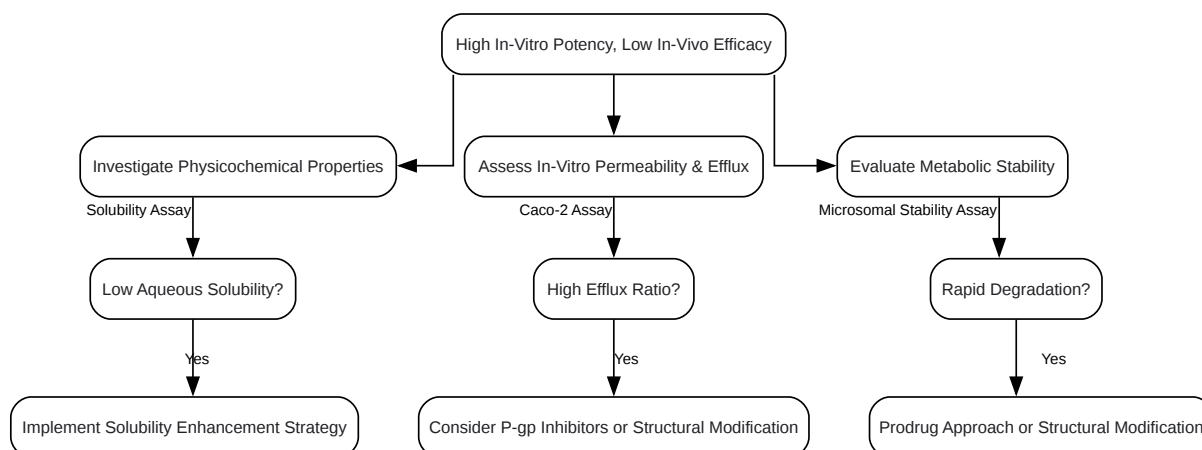 High In-Vitro Potency, Low In-Vivo Efficacy
Investigate Physicochemical Properties
Assess In-Vitro Permeability & Efflux
Evaluate Metabolic Stability
Solubility Assay
Caco-2 Assay
Microsomal Stability Assay
Low Aqueous Solubility?
High Efflux Ratio?
Rapid Degradation?
Yes
Yes
Yes
Implement Solubility Enhancement Strategy
Consider P-gp Inhibitors or Structural Modification
Prodrug Approach or Structural Modification